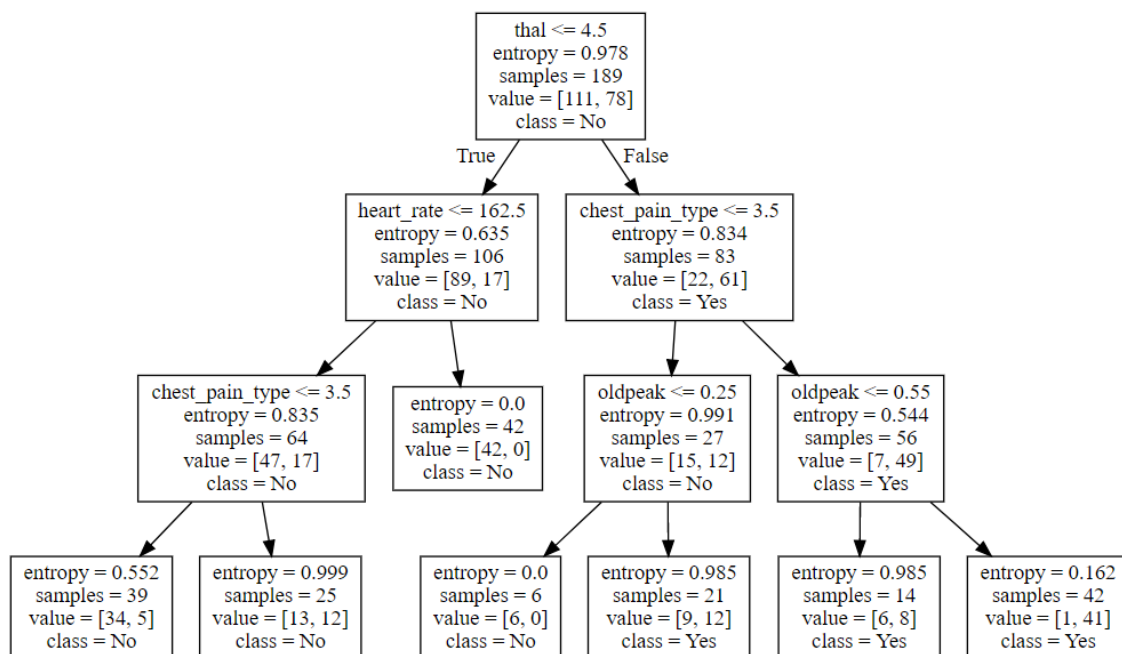 thal <= 4.5
entropy = 0.978
samples = 189
value = [111, 78]
class = No
True
False
heart_rate <= 162.5
entropy = 0.635
samples = 106
value = [89, 17]
class = No
chest_pain_type <= 3.5
entropy = 0.834
samples = 83
value = [22, 61]
class = Yes
chest_pain_type <= 3.5
entropy = 0.835
samples = 64
value = [47, 17]
class = No
entropy = 0.0
samples = 42
value = [42, 0]
class = No
oldpeak <= 0.25
entropy = 0.991
samples = 27
value = [15, 12]
class = No
oldpeak <= 0.55
entropy = 0.544
samples = 56
value = [7, 49]
class = Yes
entropy = 0.552
samples = 39
value = [34, 5]
class = No
entropy = 0.999
samples = 25
value = [13, 12]
class = No
entropy = 0.0
samples = 6
value = [6, 0]
class = No
entropy = 0.985
samples = 21
value = [9, 12]
class = Yes
entropy = 0.985
samples = 14
value = [6, 8]
class = Yes
entropy = 0.162
samples = 42
value = [1, 41]
class = Yes